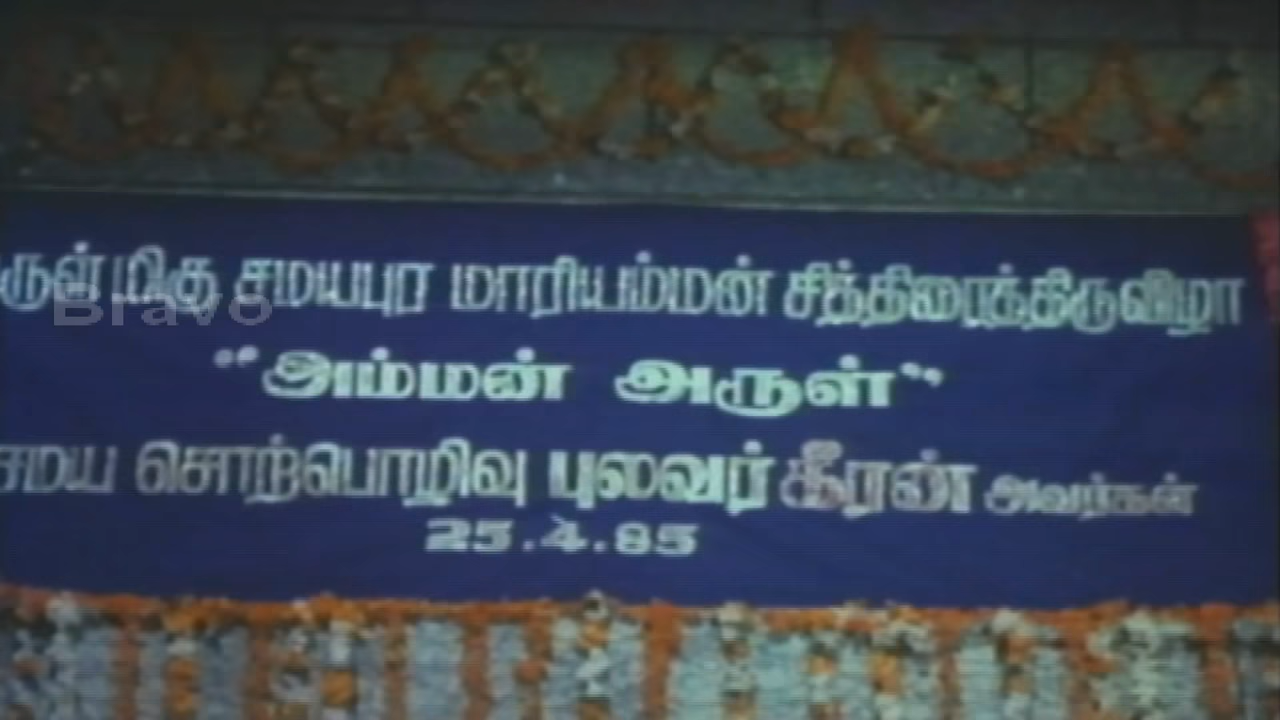 ருள்மிகு சமயபுர மாரியம்மன் சித்திரைத்திருவிழா
Bravo
"அம்மன் அருள்"
சமய சொற்பொழிவு புலவர் கீரன் அவர்கள்
25.4.85